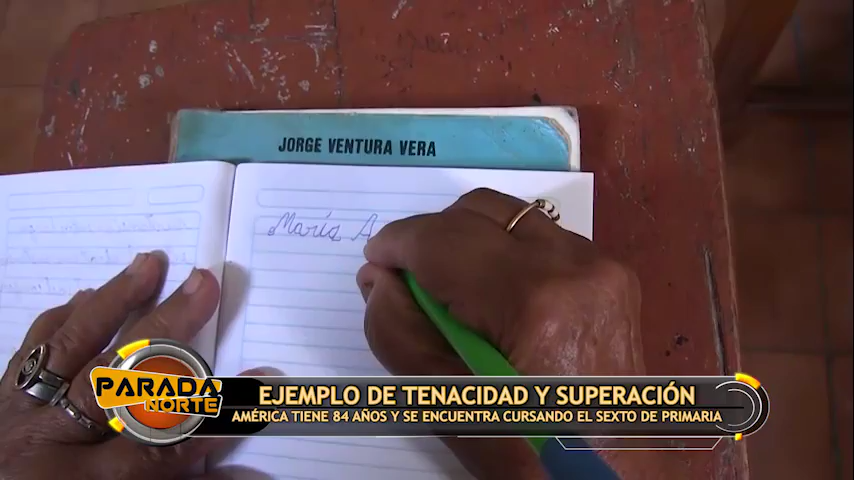 JORGE VENTURA VERA
María A
PARADA
NORTE
EJEMPLO DE TENACIDAD Y SUPERACIÓN
AMÉRICA TIENE 84 AÑOS Y SE ENCUENTRA CURSANDO EL SEXTO DE PRIMARIA